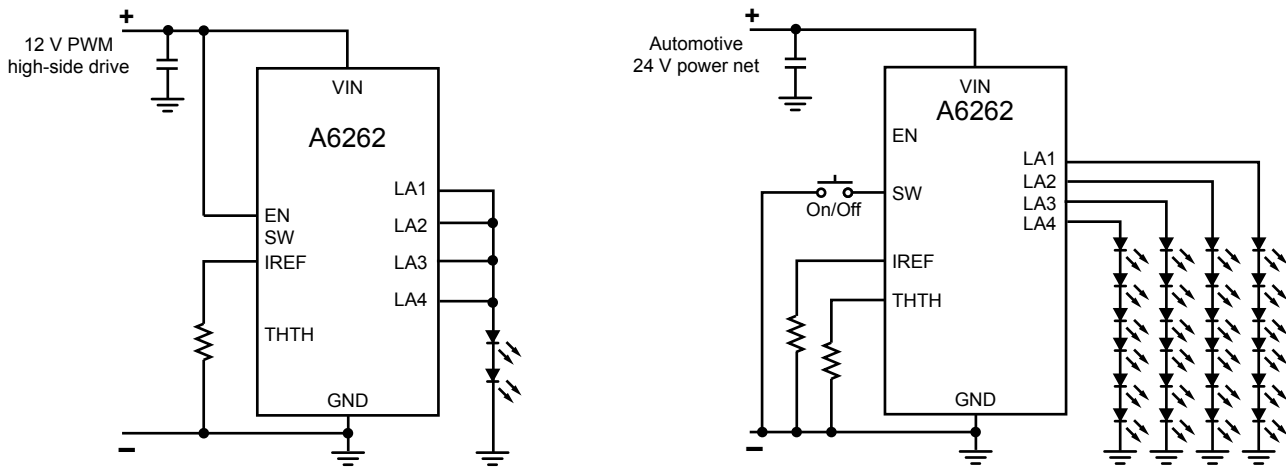 +
12 V PWM
high-side drive
VIN
A6262
LA1
EN
LA2
SW
IREF
LA3
LA4
THTH
GND
–
+
Automotive
24 V power net
VIN
A6262
EN
LA1
LA2
SW
LA3
On/Off
LA4
IREF
THTH
GND
–